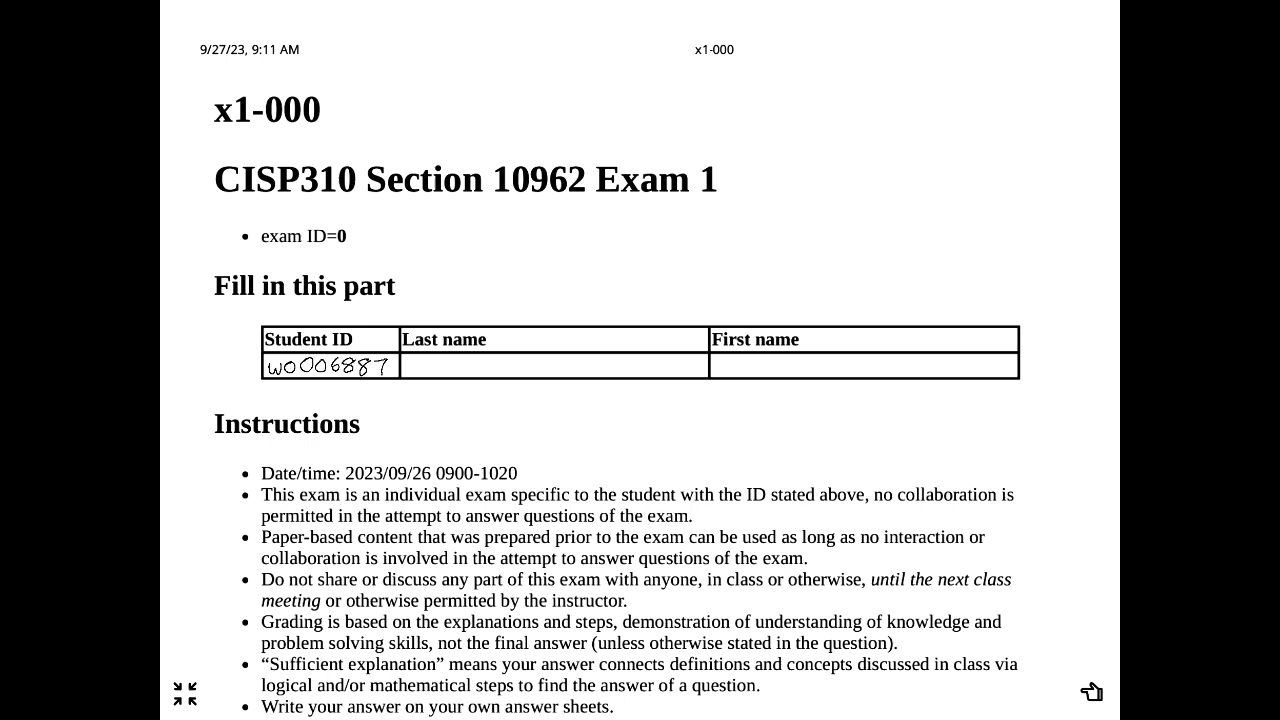 9/27/23, 9:11 AM
x1-000
x1-000
CISP310 Section 10962 Exam 1
• exam ID=0
Fill in this part
Student ID Last name First name
w0006887
Instructions
• Date/time: 2023/09/26 0900-1020
• This exam is an individual exam specific to the student with the ID stated above, no collaboration is
permitted in the attempt to answer questions of the exam.
• Paper-based content that was prepared prior to the exam can be used as long as no interaction or
collaboration is involved in the attempt to answer questions of the exam.
• Do not share or discuss any part of this exam with anyone, in class or otherwise, until the next class
meeting or otherwise permitted by the instructor.
• Grading is based on the explanations and steps, demonstration of understanding of knowledge and
problem solving skills, not the final answer (unless otherwise stated in the question).
• “Sufficient explanation” means your answer connects definitions and concepts discussed in class via
logical and/or mathematical steps to find the answer of a question.
• Write your answer on your own answer sheets.